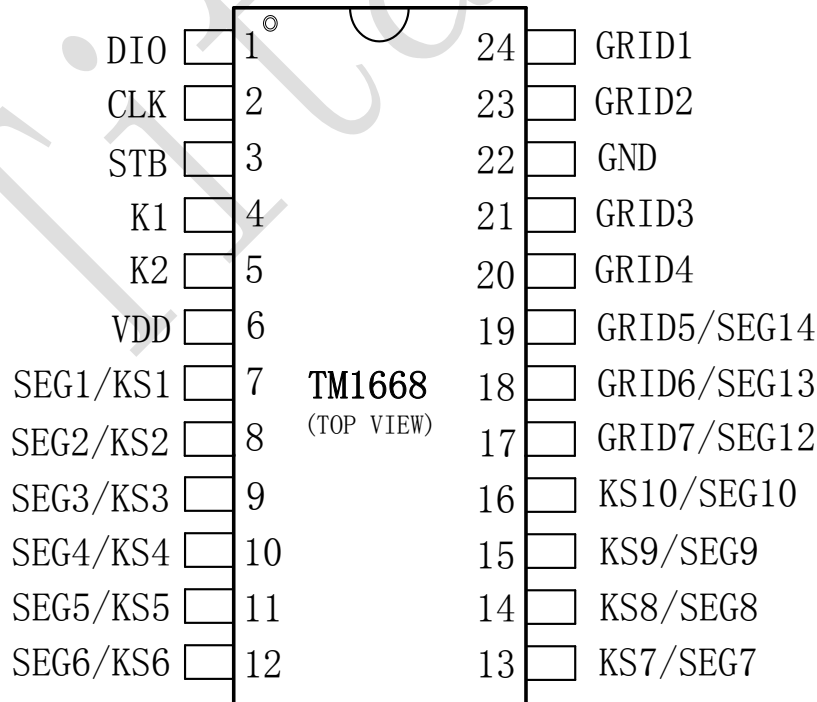 DIO 1 24 GRID1
CLK 2 23 GRID2
STB 3 22 GND
K1 4 21 GRID3
K2 5 20 GRID4
VDD 6 19 GRID5/SEG14
SEG1/KS1 7 TM1668 18 GRID6/SEG13
(TOP VIEW)
SEG2/KS2 8 17 GRID7/SEG12
SEG3/KS3 9 16 KS10/SEG10
SEG4/KS4 10 15 KS9/SEG9
SEG5/KS5 11 14 KS8/SEG8
SEG6/KS6 12 13 KS7/SEG7